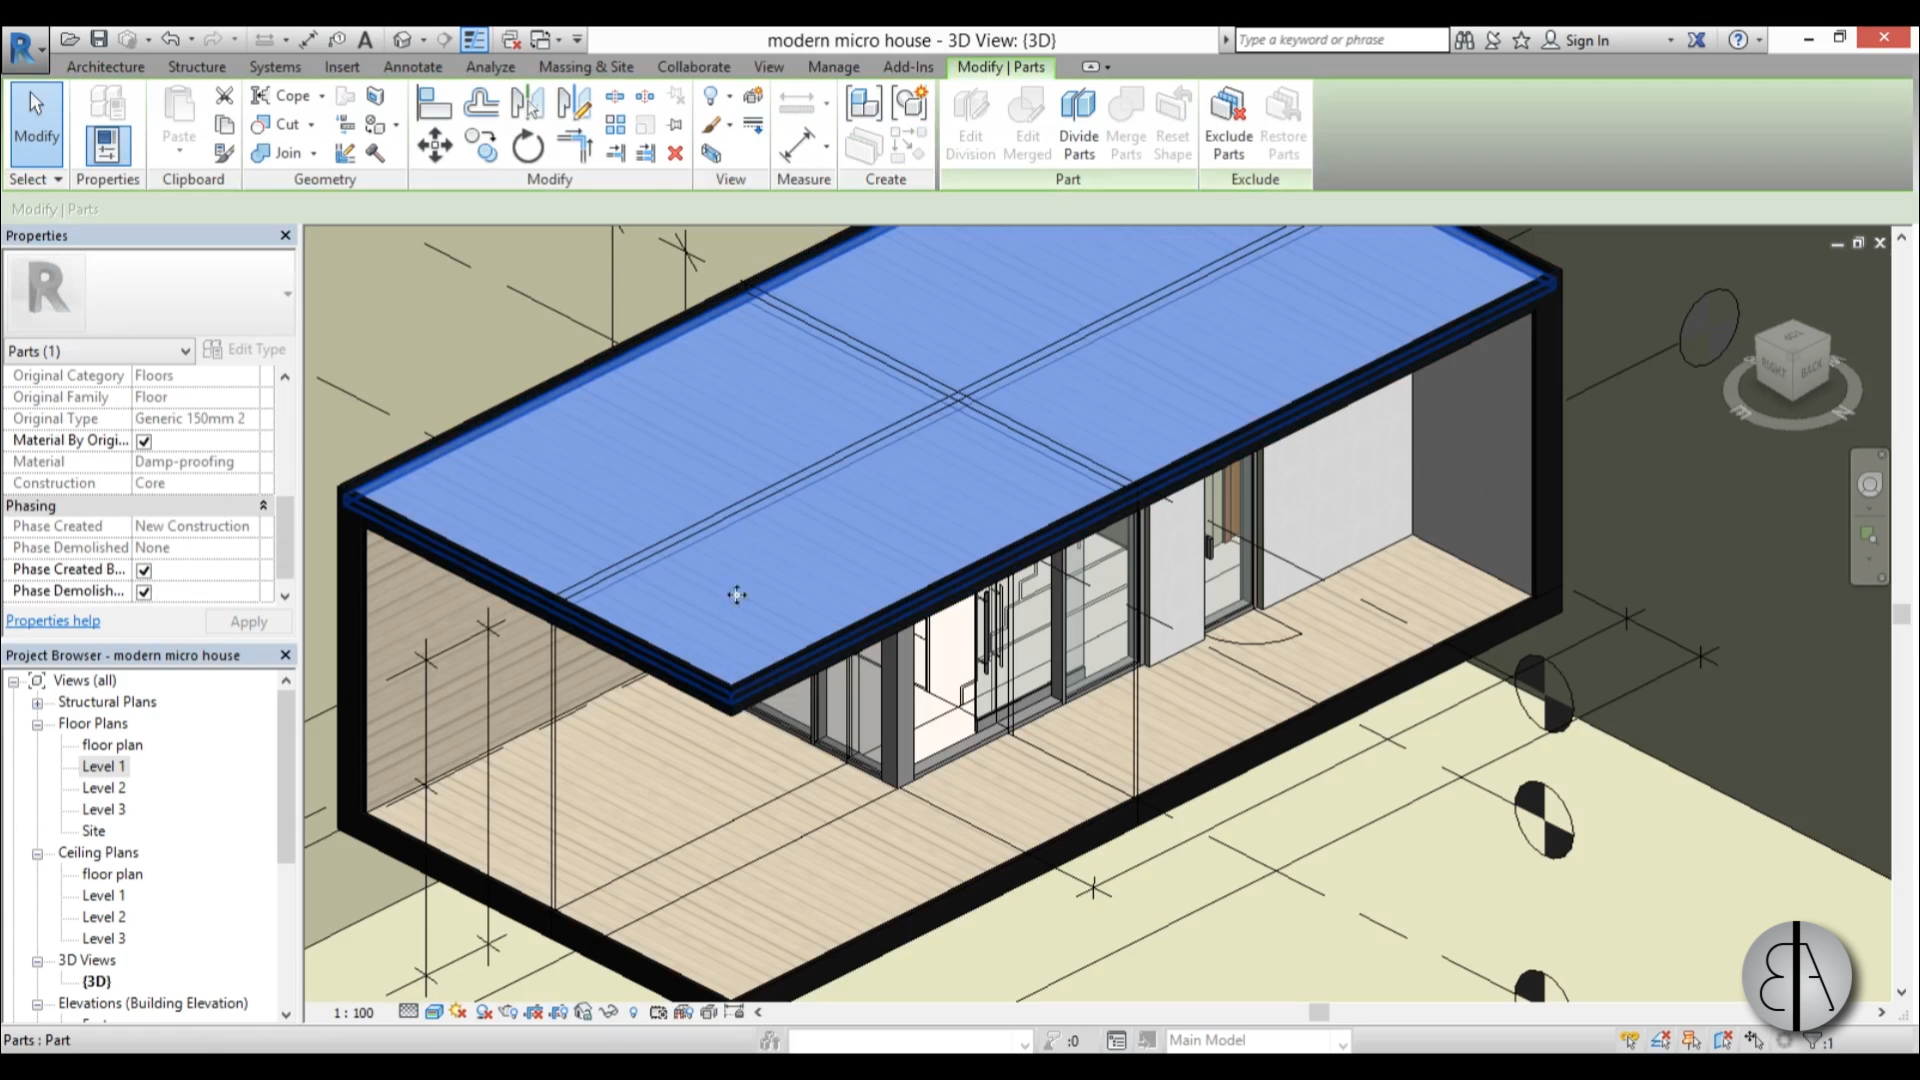 modern micro house - 3D View: {3D}
Type a keyword or phrase
Sign In
Architecture Structure Systems Insert Annotate Analyze Massing & Site Collaborate View Manage Add-Ins Modify | Parts
Modify
Paste
Cope
Cut
Join
Edit Division
Edit Merged
Divide Parts
Merge Parts
Reset Shape
Exclude Parts
Restore Parts
Select Properties Clipboard Geometry Modify View Measure Create Part Exclude
Modify | Parts
Properties
R
Parts (1)
Edit Type
Original Category Floors
Original Family Floor
Original Type Generic 150mm 2
Material By Origi...
Material Damp-proofing
Construction Core
Phasing
Phase Created New Construction
Phase Demolished None
Phase Created B...
Phase Demolish...
Properties help
Apply
Project Browser - modern micro house
Views (all)
Structural Plans
Floor Plans
floor plan
Level 1
Level 2
Level 3
Site
Ceiling Plans
floor plan
Level 1
Level 2
Level 3
3D Views
{3D}
Elevations (Building Elevation)
RIGHT
BACK
1 : 100
Parts : Part
:0
Main Model
:1